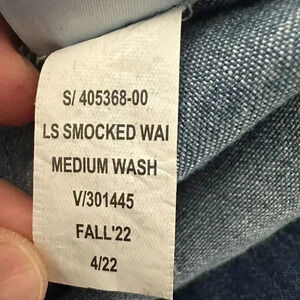 S/ 405368-00
LS SMOCKED WAI
MEDIUM WASH
V/301445
FALL'22
4/22